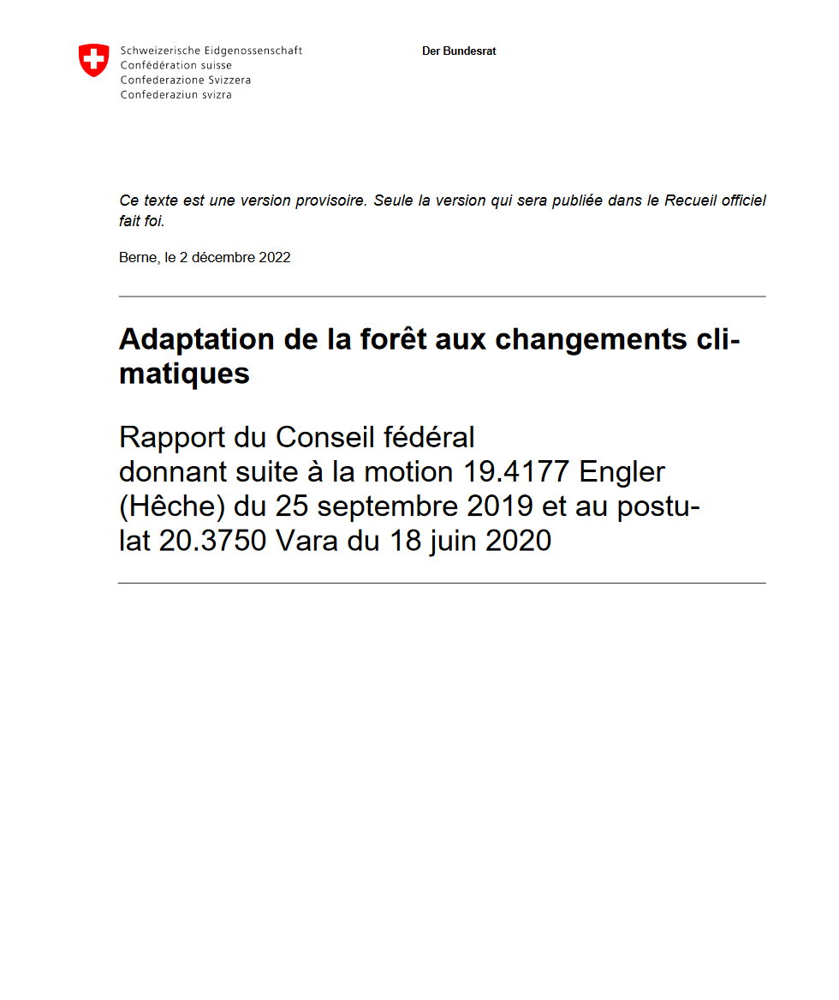 Schweizerische Eidgenossenschaft
Confédération suisse
Confederazione Svizzera
Confederaziun svizra
Der Bundesrat
Ce texte est une version provisoire. Seule la version qui sera publiée dans le Recueil officiel
fait foi.
Berne, le 2 décembre 2022
Adaptation de la forêt aux changements cli-
matiques
Rapport du Conseil fédéral
donnant suite à la motion 19.4177 Engler
(Hêche) du 25 septembre 2019 et au postu-
lat 20.3750 Vara du 18 juin 2020